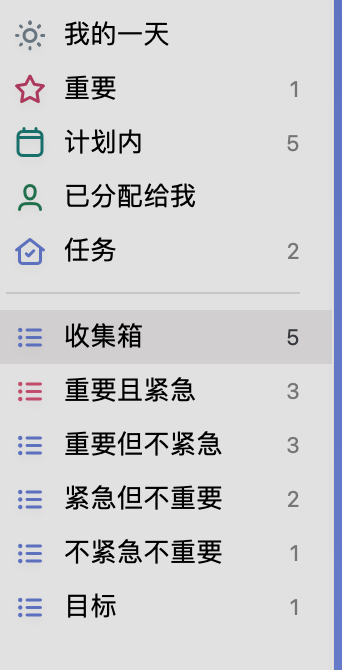 我的一天
重要 1
计划内 5
已分配给我
任务 2
收集箱 5
重要且紧急 3
重要但不紧急 3
紧急但不重要 2
不紧急不重要 1
目标 1